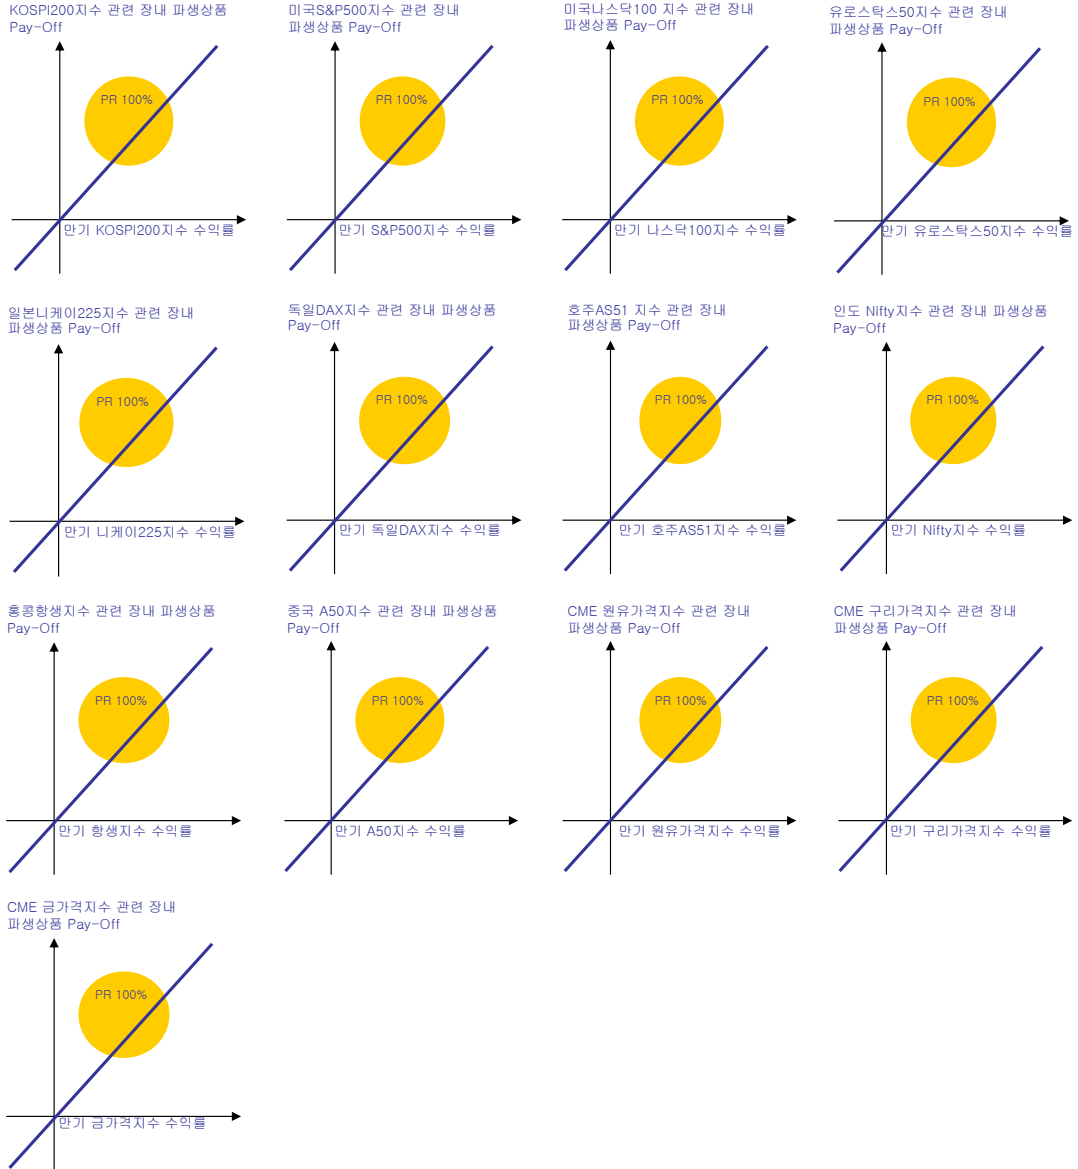 KOSPI200지수 관련 장내 파생상품
Pay-Off
PR 100%
만기 KOSPI200지수 수익률
미국S&P500지수 관련 장내
파생상품 Pay-Off
PR 100%
만기 S&P500지수 수익률
미국나스닥100 지수 관련 장내
파생상품 Pay-Off
PR 100%
만기 나스닥100지수 수익률
유로스탁스50지수 관련 장내
파생상품 Pay-Off
PR 100%
만기 유로스탁스50지수 수익률
일본니케이225지수 관련 장내
파생상품 Pay-Off
PR 100%
만기 니케이225지수 수익률
독일DAX지수 관련 장내 파생상품
Pay-Off
PR 100%
만기 독일DAX지수 수익률
호주AS51 지수 관련 장내
파생상품 Pay-Off
PR 100%
만기 호주AS51지수 수익률
인도 Nifty지수 관련 장내 파생상품
Pay-Off
PR 100%
만기 Nifty지수 수익률
홍콩항생지수 관련 장내 파생상품
Pay-Off
PR 100%
만기 항생지수 수익률
중국 A50지수 관련 장내 파생상품
Pay-Off
PR 100%
만기 A50지수 수익률
CME 원유가격지수 관련 장내
파생상품 Pay-Off
PR 100%
만기 원유가격지수 수익률
CME 구리가격지수 관련 장내
파생상품 Pay-Off
PR 100%
만기 구리가격지수 수익률
CME 금가격지수 관련 장내
파생상품 Pay-Off
PR 100%
만기 금가격지수 수익률